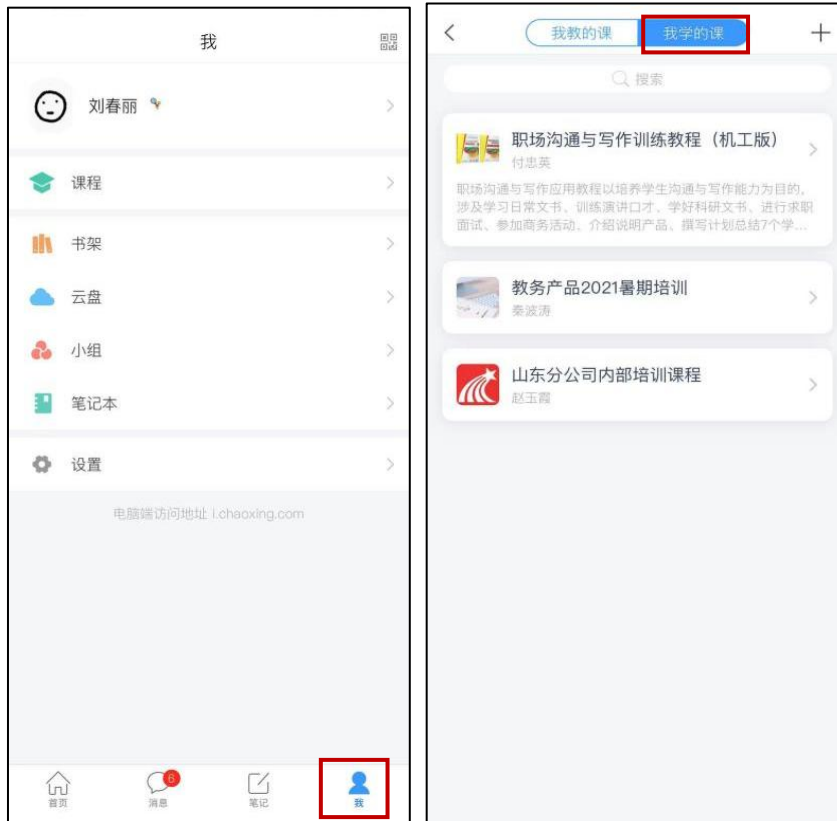 我
刘春丽
课程
书架
云盘
小组
笔记本
设置
电脑端访问地址 i.chaoxing.com
首页
6
消息
笔记
我
我教的课
我学的课
搜索
职场沟通与写作训练教程（机工版）
付忠英
职场沟通与写作应用教程以培养学生沟通与写作能力为目的，
涉及学习日常文书、训练演讲口才、学好科研文书、进行求职
面试、参加商务活动、介绍说明产品、撰写计划总结7个学...
教务产品2021暑期培训
秦波涛
山东分公司内部培训课程
赵玉霞